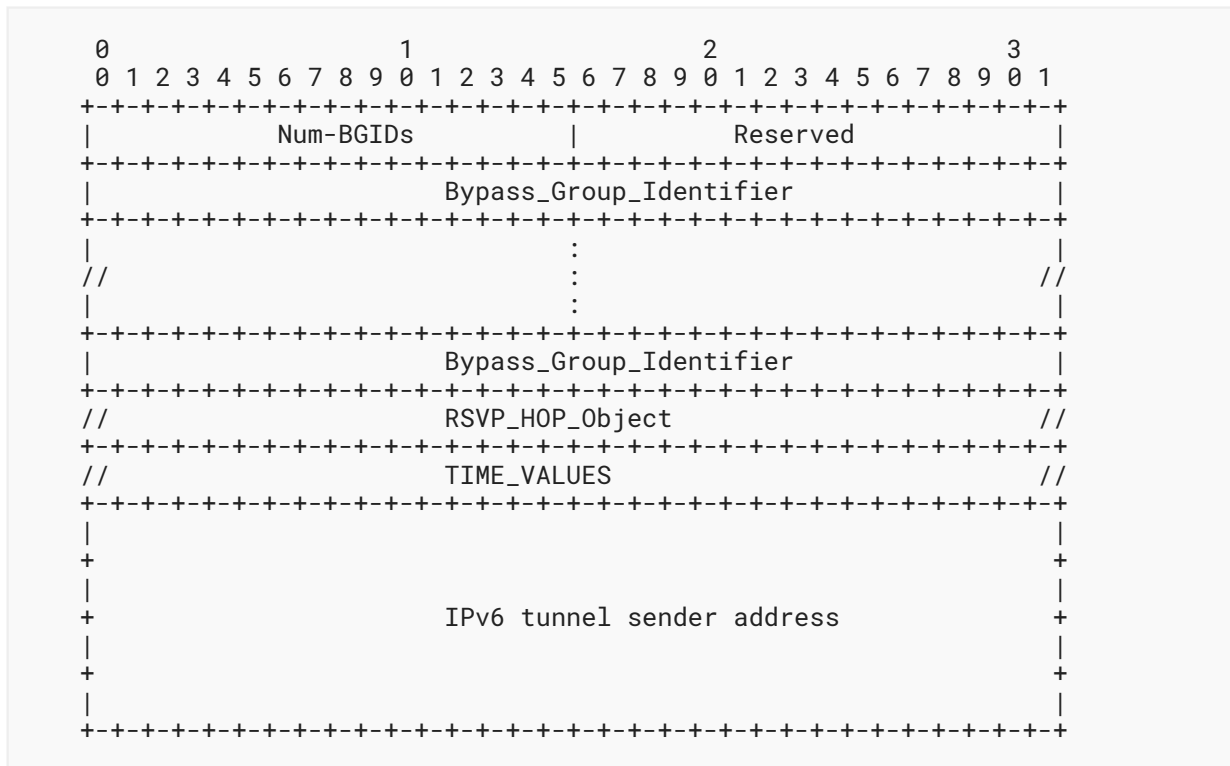 0                   1                   2                   3
 0 1 2 3 4 5 6 7 8 9 0 1 2 3 4 5 6 7 8 9 0 1 2 3 4 5 6 7 8 9 0 1
+-+-+-+-+-+-+-+-+-+-+-+-+-+-+-+-+-+-+-+-+-+-+-+-+-+-+-+-+-+-+-+-+
|            Num-BGIDs          |          Reserved             |
+-+-+-+-+-+-+-+-+-+-+-+-+-+-+-+-+-+-+-+-+-+-+-+-+-+-+-+-+-+-+-+-+
|                       Bypass_Group_Identifier                 |
+-+-+-+-+-+-+-+-+-+-+-+-+-+-+-+-+-+-+-+-+-+-+-+-+-+-+-+-+-+-+-+-+
|                               :                               |
//                              :                              //
|                               :                               |
+-+-+-+-+-+-+-+-+-+-+-+-+-+-+-+-+-+-+-+-+-+-+-+-+-+-+-+-+-+-+-+-+
|                       Bypass_Group_Identifier                 |
+-+-+-+-+-+-+-+-+-+-+-+-+-+-+-+-+-+-+-+-+-+-+-+-+-+-+-+-+-+-+-+-+
//                      RSVP_HOP_Object                        //
+-+-+-+-+-+-+-+-+-+-+-+-+-+-+-+-+-+-+-+-+-+-+-+-+-+-+-+-+-+-+-+-+
//                      TIME_VALUES                            //
+-+-+-+-+-+-+-+-+-+-+-+-+-+-+-+-+-+-+-+-+-+-+-+-+-+-+-+-+-+-+-+-+
|                                                               |
+                                                               +
|                                                               |
+                       IPv6 tunnel sender address              +
|                                                               |
+                                                               +
|                                                               |
+-+-+-+-+-+-+-+-+-+-+-+-+-+-+-+-+-+-+-+-+-+-+-+-+-+-+-+-+-+-+-+-+